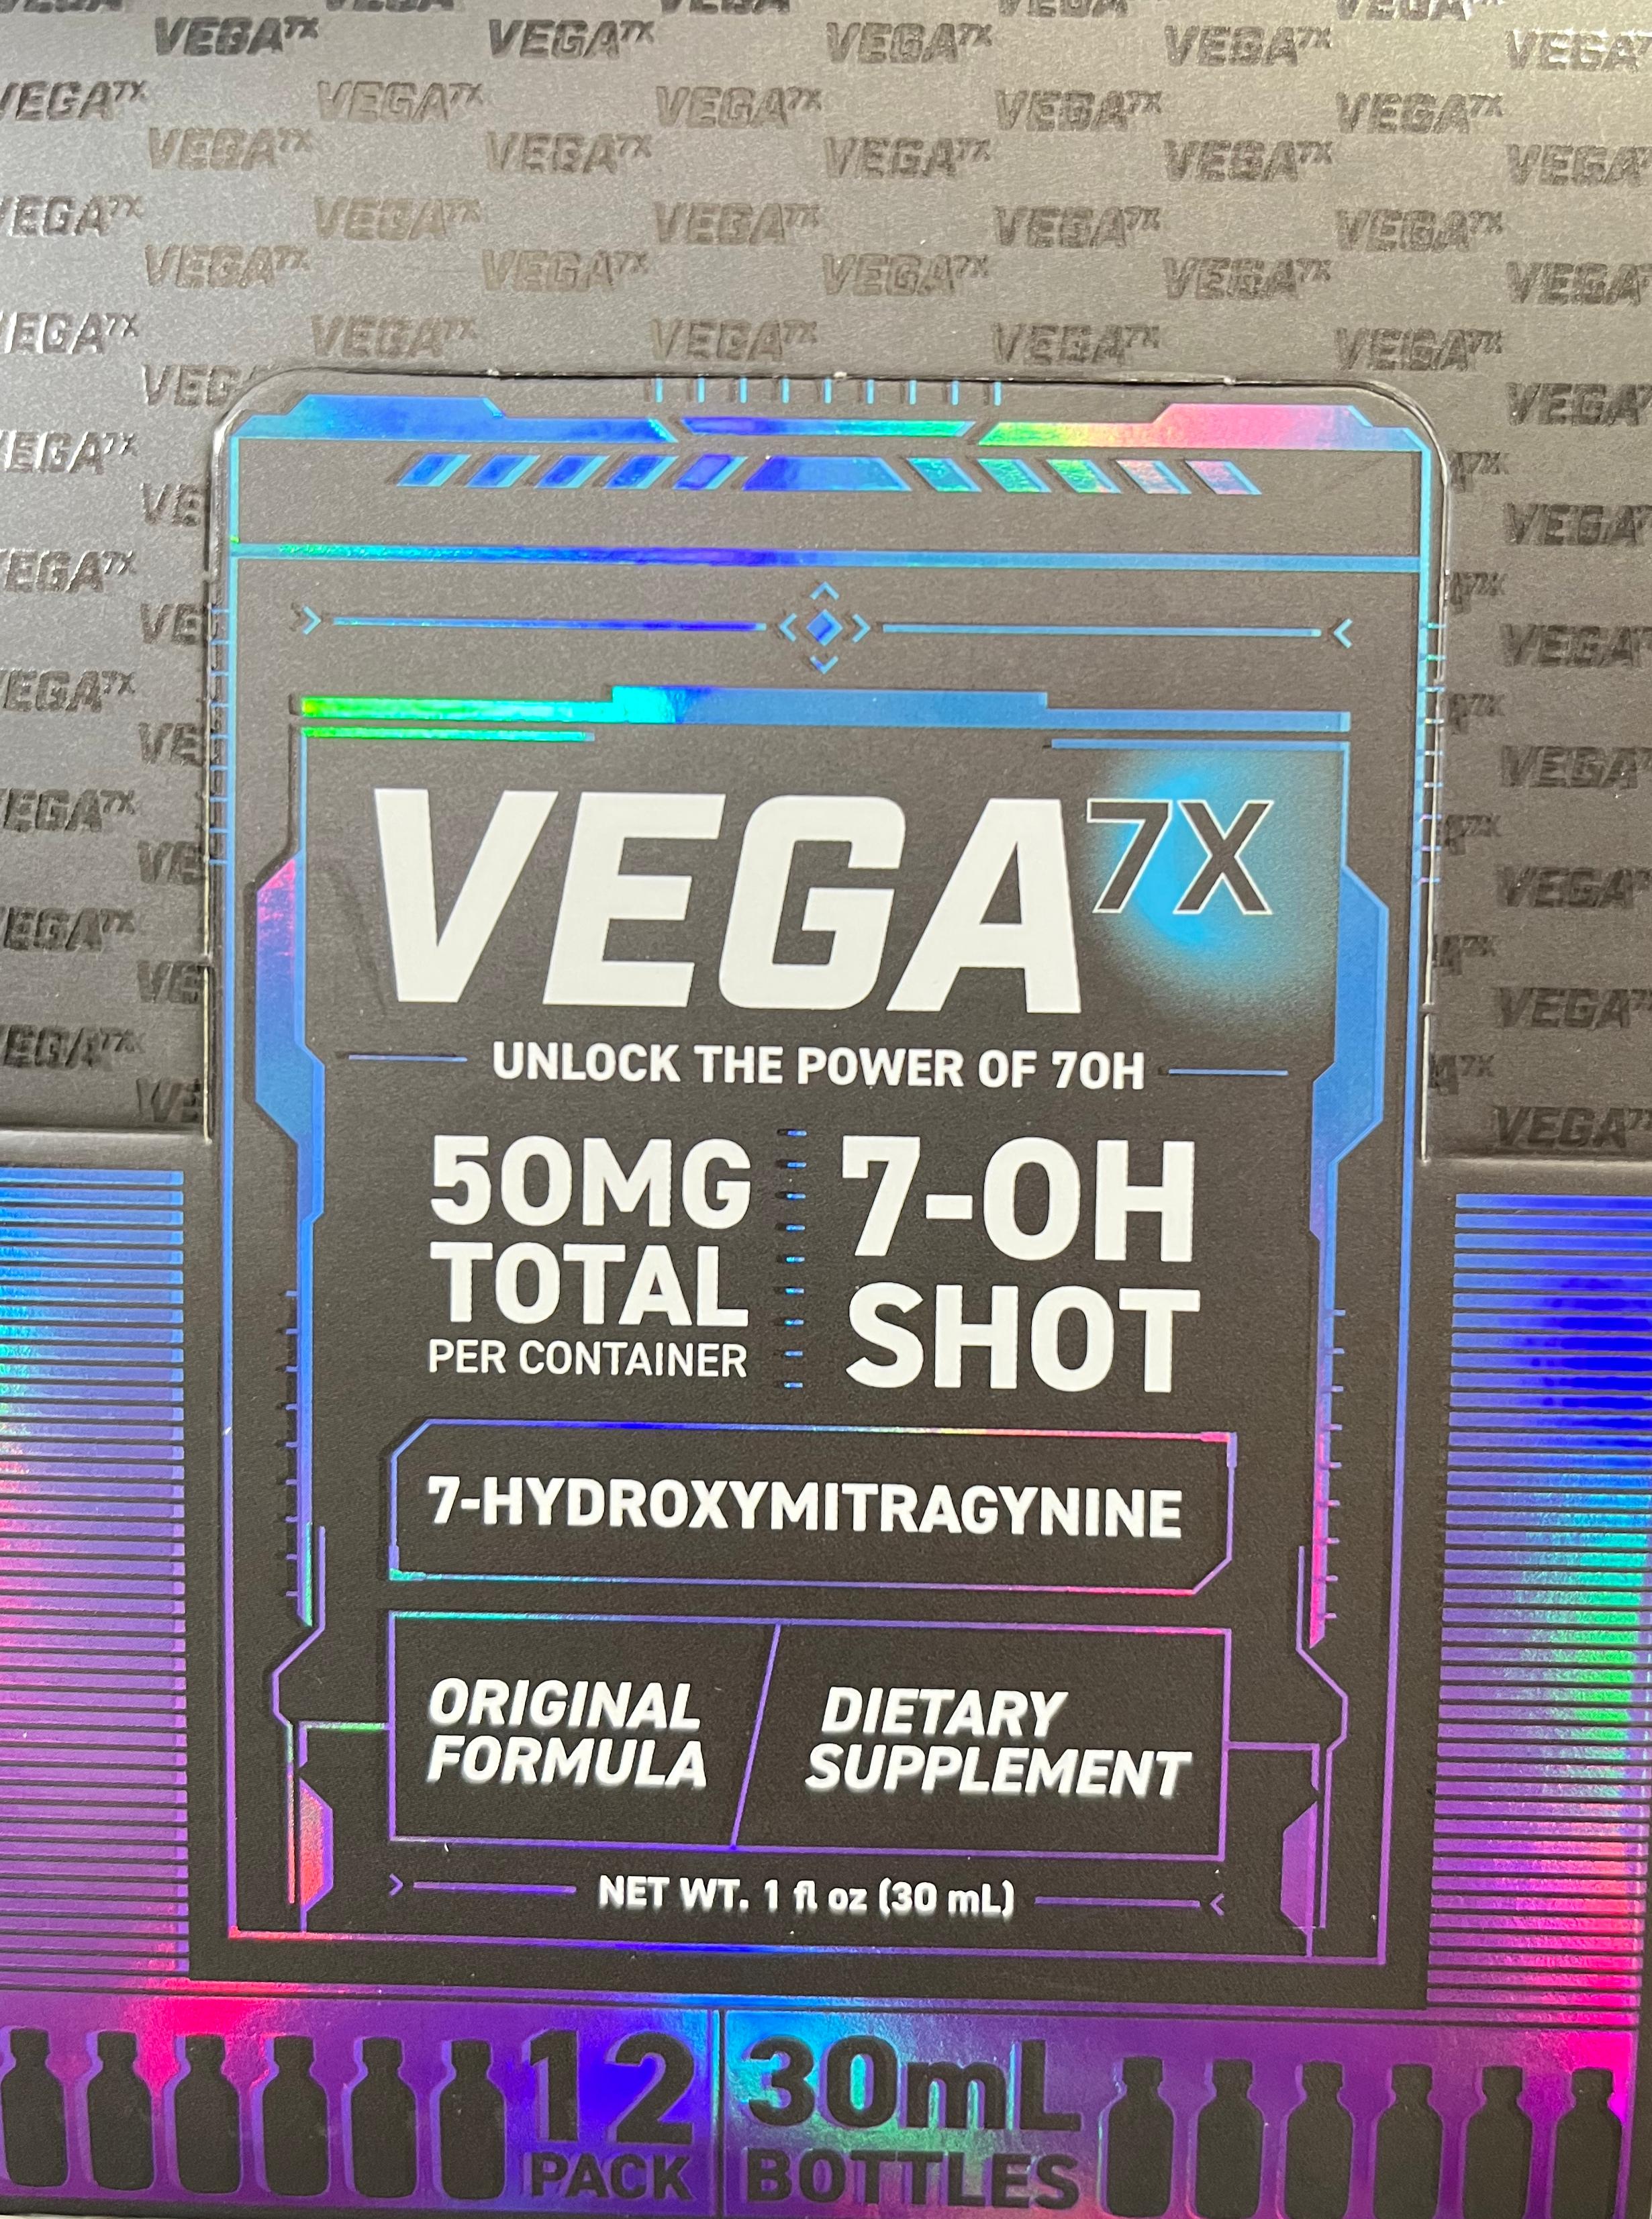 VEGA7X
UNLOCK THE POWER OF 7OH
50MG
TOTAL
PER CONTAINER
7-OH
SHOT
7-HYDROXYMITRAGYNINE
ORIGINAL
FORMULA
DIETARY
SUPPLEMENT
NET WT. 1 fl oz (30 mL)
12
PACK
30mL
BOTTLES